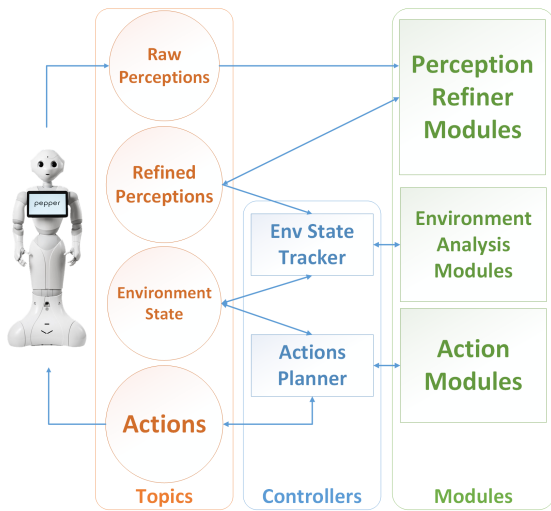 Raw
Perceptions
Perception
Refiner
Modules
Refined
Perceptions
pepper
Env State
Tracker
Environment
Analysis
Modules
Environment
State
Actions
Planner
Action
Modules
Actions
Topics
Controllers
Modules